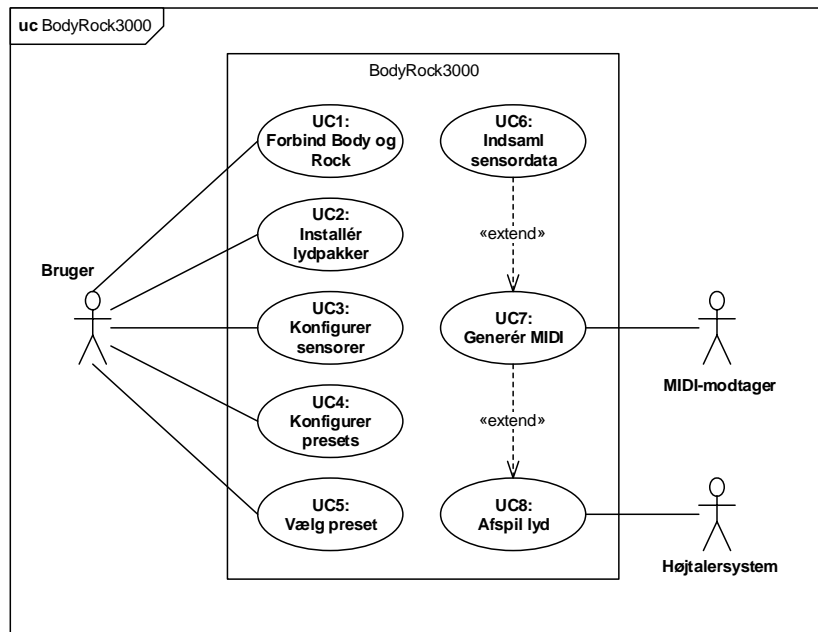 uc BodyRock3000
BodyRock3000
UC1:
Forbind Body og
Rock
UC2:
Installér
lydpakker
UC3:
Konfigurer
sensorer
UC4:
Konfigurer
presets
UC5:
Vælg preset
UC6:
Indsaml
sensordata
«extend»
UC7:
Generér MIDI
«extend»
UC8:
Afspil lyd
Bruger
MIDI-modtager
Højtalersystem